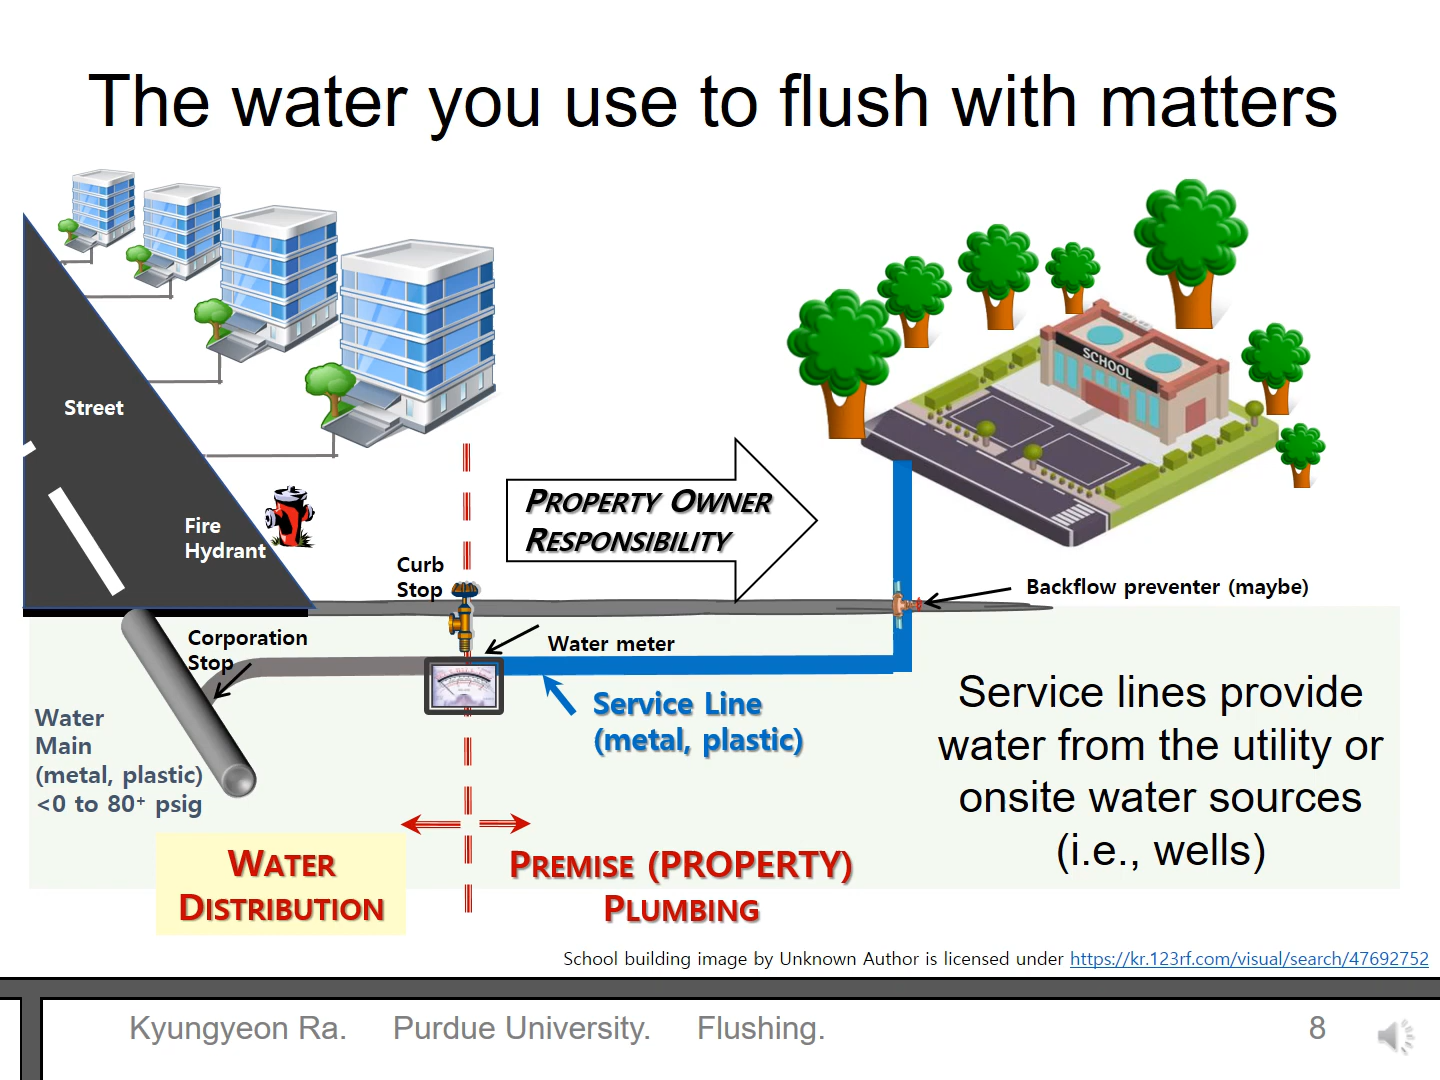 The water you use to flush with matters
Street
Fire
Hydrant
SCHOOL
PROPERTY OWNER
RESPONSIBILITY
Curb
Stop
Backflow preventer (maybe)
Corporation
Stop
Water meter
Service Line
(metal, plastic)
Water
Main
(metal, plastic)
<0 to 80+ psig
Service lines provide
water from the utility or
onsite water sources
(i.e., wells)
WATER
DISTRIBUTION
PREMISE (PROPERTY)
PLUMBING
School building image by Unknown Author is licensed under https://kr.123rf.com/visual/search/47692752
Kyungyeon Ra. Purdue University. Flushing. 8